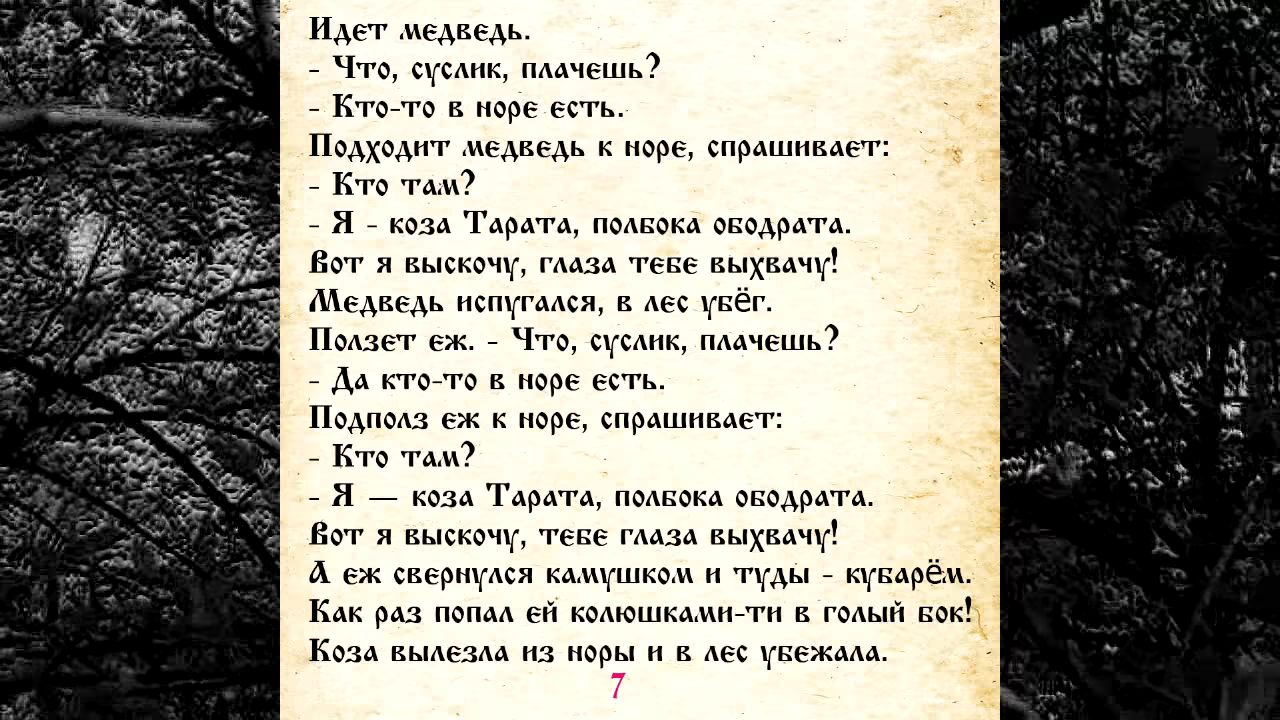 Идет медведь.
- Что, суслик, плачешь?
- Кто-то в норе есть.
Подходит медведь к норе, спрашивает:
- Кто там?
- Я - коза Тарата, полбока ободрата.
Вот я выскочу, глаза тебе выхвачу!
Медведь испугался, в лес убёг.
Ползет еж. - Что, суслик, плачешь?
- Да кто-то в норе есть.
Подполз еж к норе, спрашивает:
- Кто там?
- Я — коза Тарата, полбока ободрата.
Вот я выскочу, тебе глаза выхвачу!
А еж свернулся камушком и туды - кубарём.
Как раз попал ей колюшками-ти в голый бок!
Коза вылезла из норы и в лес убежала.
7